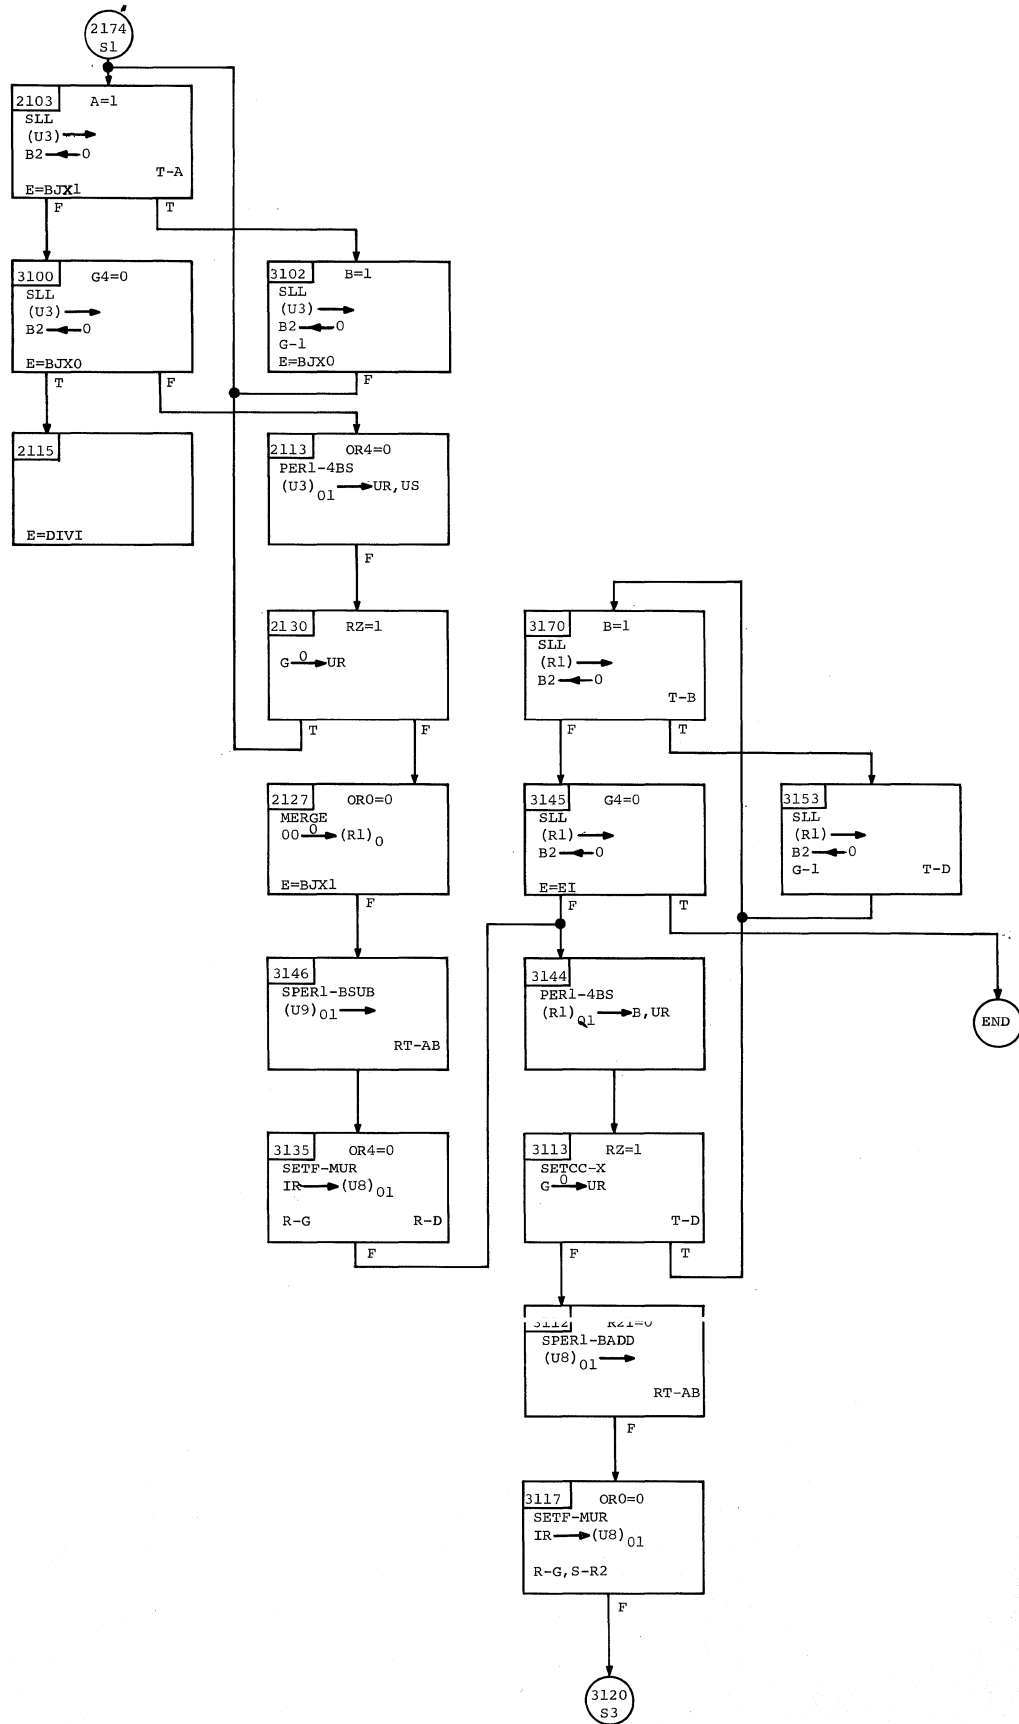 2174
S1
2103 A=1
SLL
(U3)
B2 0
T-A
E=BJX1
F T
3100 G4=0
SLL
(U3)
B2 0
E=BJX0
T F
3102 B=1
SLL
(U3)
B2 0
G-1
E=BJX0
F
2115
E=DIVI
2113 OR4=0
PER1-4BS
(U3)01 UR,US
F
2130 RZ=1
G 0 UR
T F
3170 B=1
SLL
(R1)
B2 0
T-B
F T
2127 OR0=0
MERGE
00 0 (R1)0
E=BJX1
F
3145 G4=0
SLL
(R1)
B2 0
E=EI
F T
3153
SLL
(R1)
B2 0
G-1 T-D
3146
SPER1-BSUB
(U9)01
RT-AB
3144
PER1-4BS
(R1)01 B,UR
END
3135 OR4=0
SETF-MUR
IR (U8)01
R-G R-D
F
3113 RZ=1
SETCC-X
G 0 UR
T-D
F T
3112 R21=0
SPER1-BADD
(U8)01
RT-AB
F
3117 OR0=0
SETF-MUR
IR (U8)01
R-G,S-R2
F
3120
S3